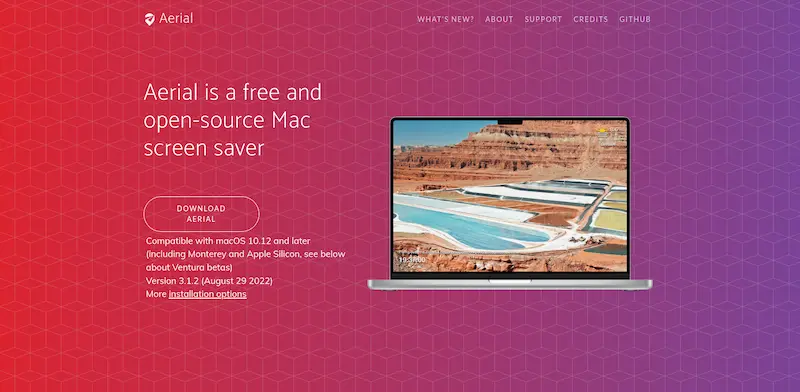 Aerial
WHAT'S NEW? ABOUT SUPPORT CREDITS GITHUB
Aerial is a free and
open-source Mac
screen saver
DOWNLOAD
AERIAL
Compatible with macOS 10.12 and later
(including Monterey and Apple Silicon, see below
about Ventura betas)
Version 3.1.2 (August 29 2022)
More installation options